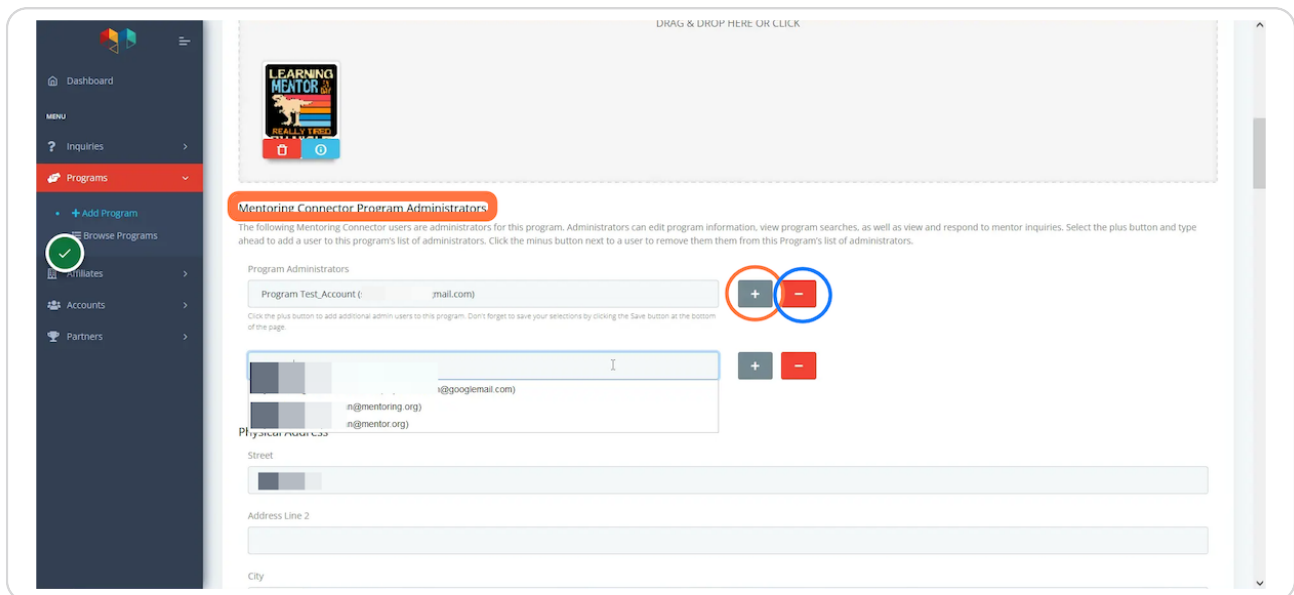 DRAG & DROP HERE OR CLICK
LEARNING
MENTOR
REALLY TIRED
Dashboard
MENU
Inquiries
Programs
+ Add Program
Browse Programs
Affiliates
Accounts
Partners
Mentoring Connector Program Administrators
The following Mentoring Connector users are administrators for this program. Administrators can edit program information, view program searches, as well as view and respond to mentor inquiries. Select the plus button and type
ahead to add a user to this program's list of administrators. Click the minus button next to a user to remove them them from this Program's list of administrators.
Program Administrators
Program Test_Account ( mail.com)
+ −
Click the plus button to add additional admin users to this program. Don't forget to save your selections by clicking the Save button at the bottom
of the page.
+ −
@googlemail.com)
n@mentoring.org)
n@mentor.org)
Physical Address
Street
Address Line 2
City